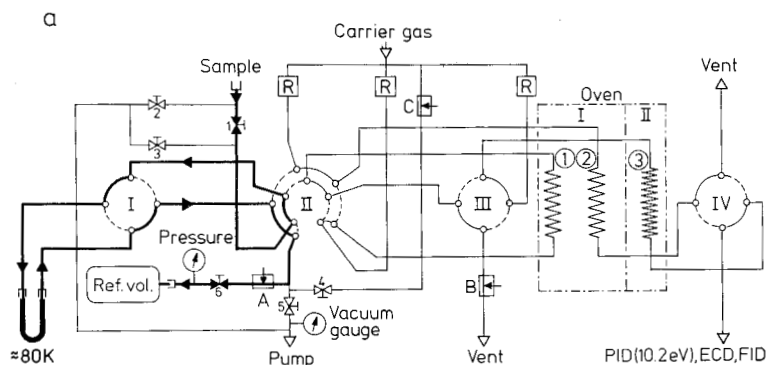 a
Carrier gas
Sample
Vent
R
R
R
Oven
C
I
II
2
1
3
1
2
3
I
II
III
IV
Pressure
Ref. vol.
6
A
4
5
B
Vacuum
gauge
≈80K
Pump
Vent
PID(10.2eV),ECD,FID